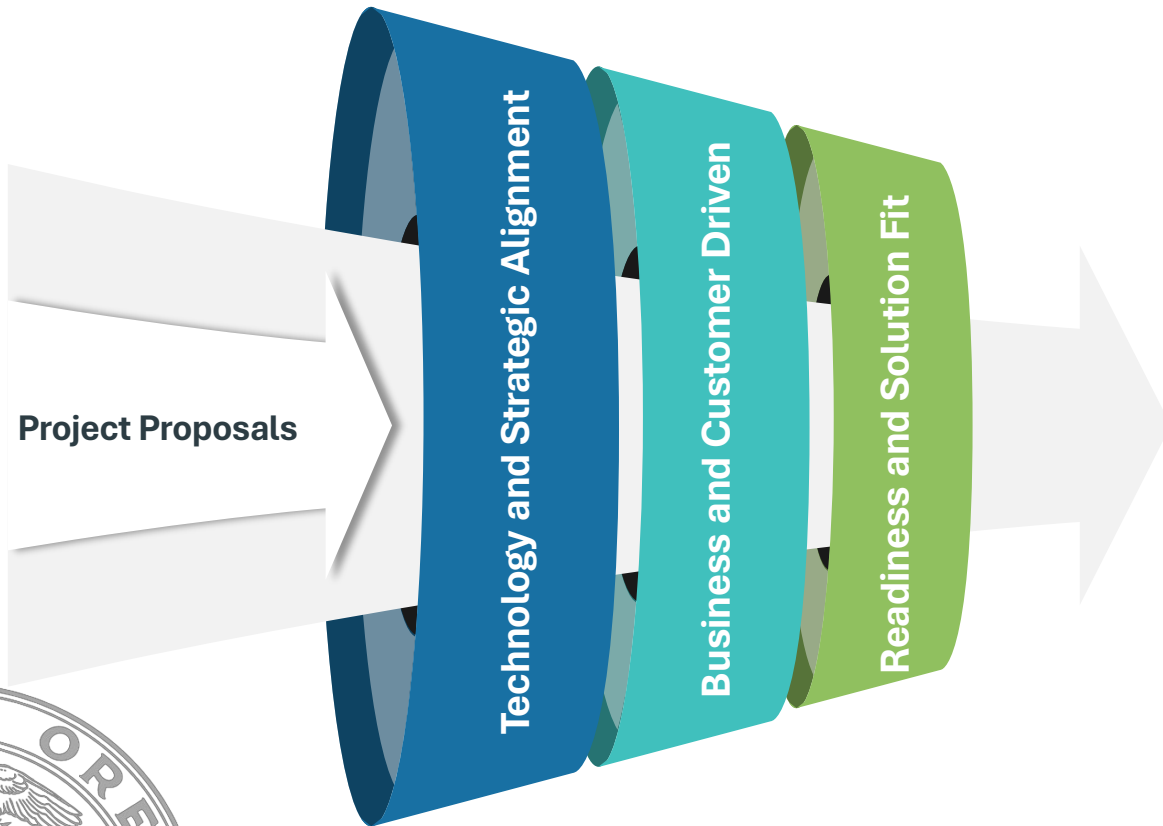 Project Proposals
Technology and Strategic Alignment
Business and Customer Driven
Readiness and Solution Fit
ORE